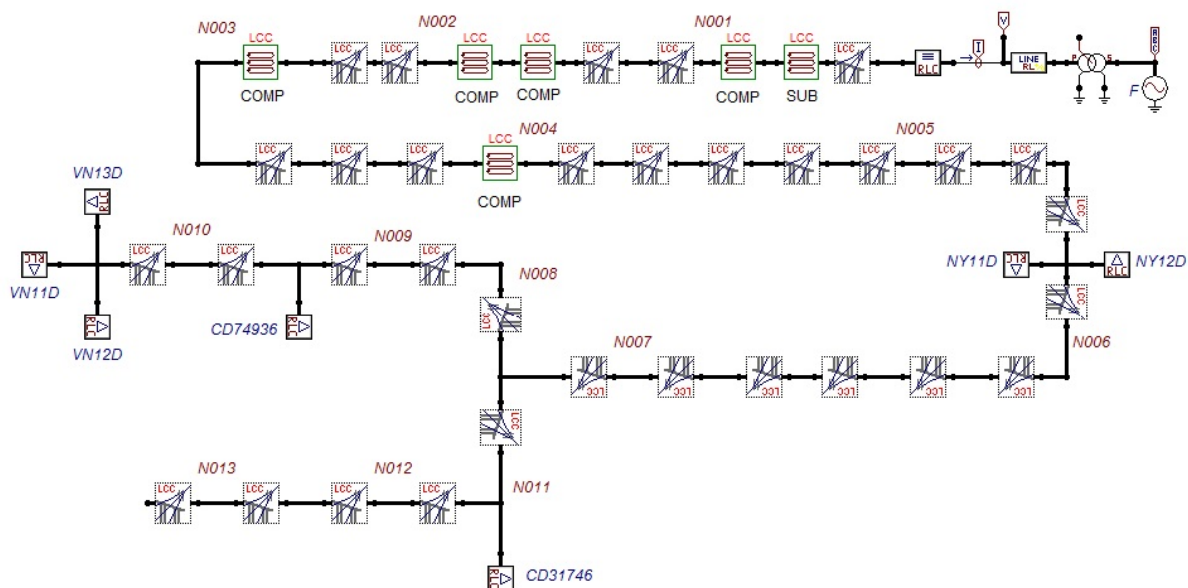 N003 N002 N001
LCC LCC LCC LCC LCC LCC LCC LCC LCC LCC
RLC I V LINE RL P S ABC F
COMP COMP COMP COMP SUB
N004 N005
LCC LCC LCC LCC LCC LCC LCC LCC LCC LCC LCC
COMP
LCC
VN13D
RLC
N010 N009 N008
VN11D RLC LCC LCC LCC LCC NY11D RLC RLC NY12D
LCC
RLC CD74936 RLC LCC
VN12D
N007 N006
LCC LCC LCC LCC LCC LCC
LCC
N013 N012 N011
LCC LCC LCC LCC
RLC CD31746